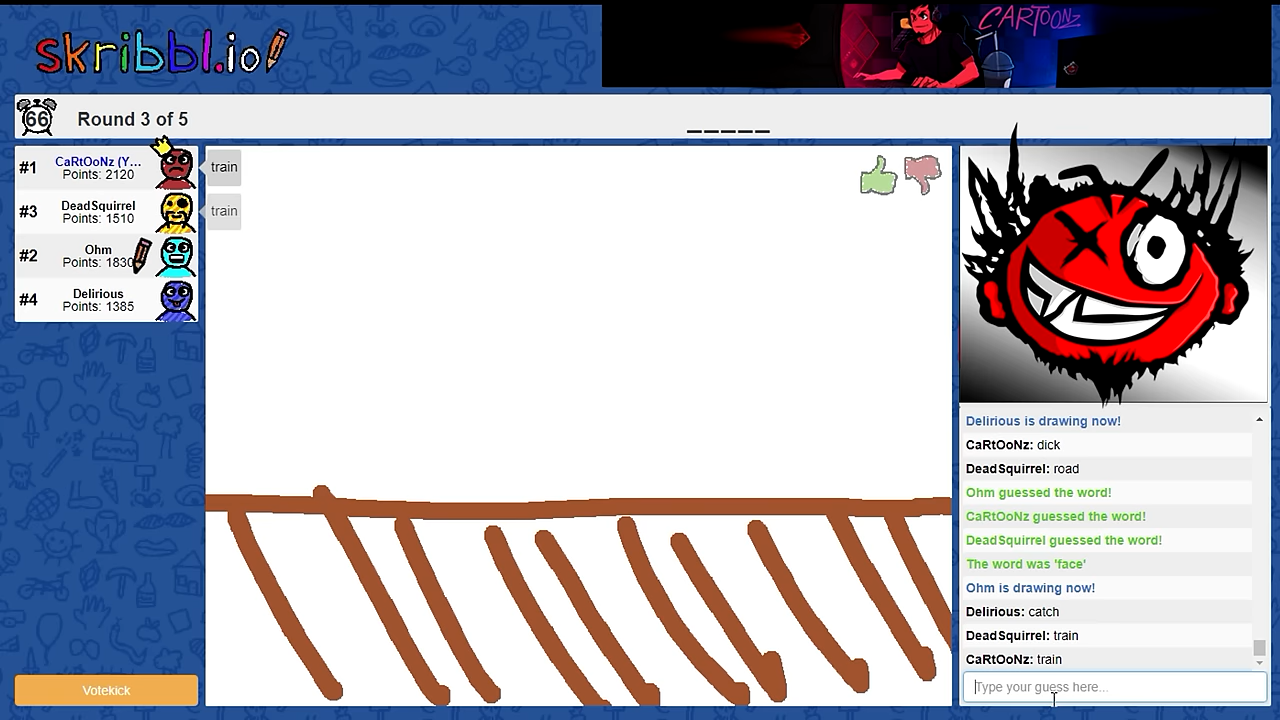 skribbl.io
CARTOONZ
66
Round 3 of 5
_ _ _ _ _
#1
CaRtOoNz (Y...
Points: 2120
train
#3
DeadSquirrel
Points: 1510
train
#2
Ohm
Points: 1830
#4
Delirious
Points: 1385
Delirious is drawing now!
CaRtOoNz: dick
DeadSquirrel: road
Ohm guessed the word!
CaRtOoNz guessed the word!
DeadSquirrel guessed the word!
The word was 'face'
Ohm is drawing now!
Delirious: catch
DeadSquirrel: train
CaRtOoNz: train
Type your guess here...
Votekick